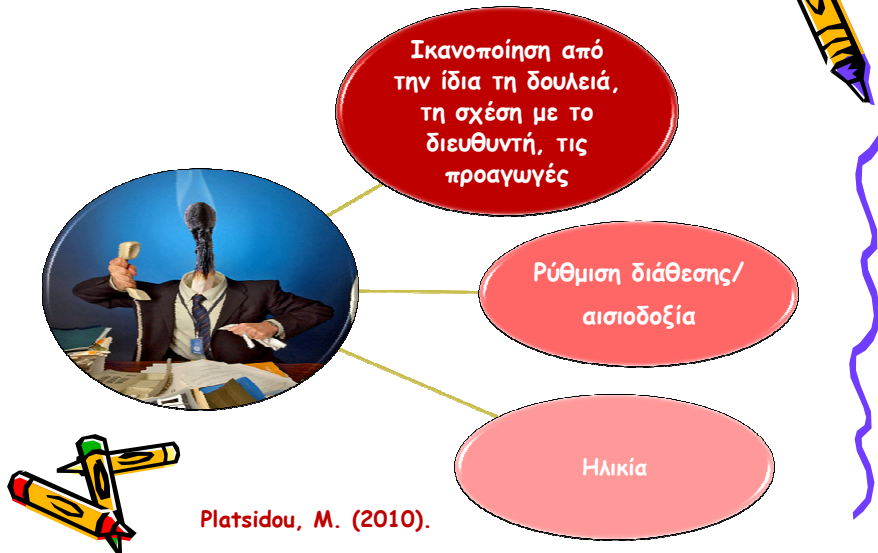 Ικανοποίηση από
την ίδια τη δουλειά,
τη σχέση με το
διευθυντή, τις
προαγωγές
Ρύθμιση διάθεσης/
αισιοδοξία
Ηλικία
Platsidou, M. (2010).